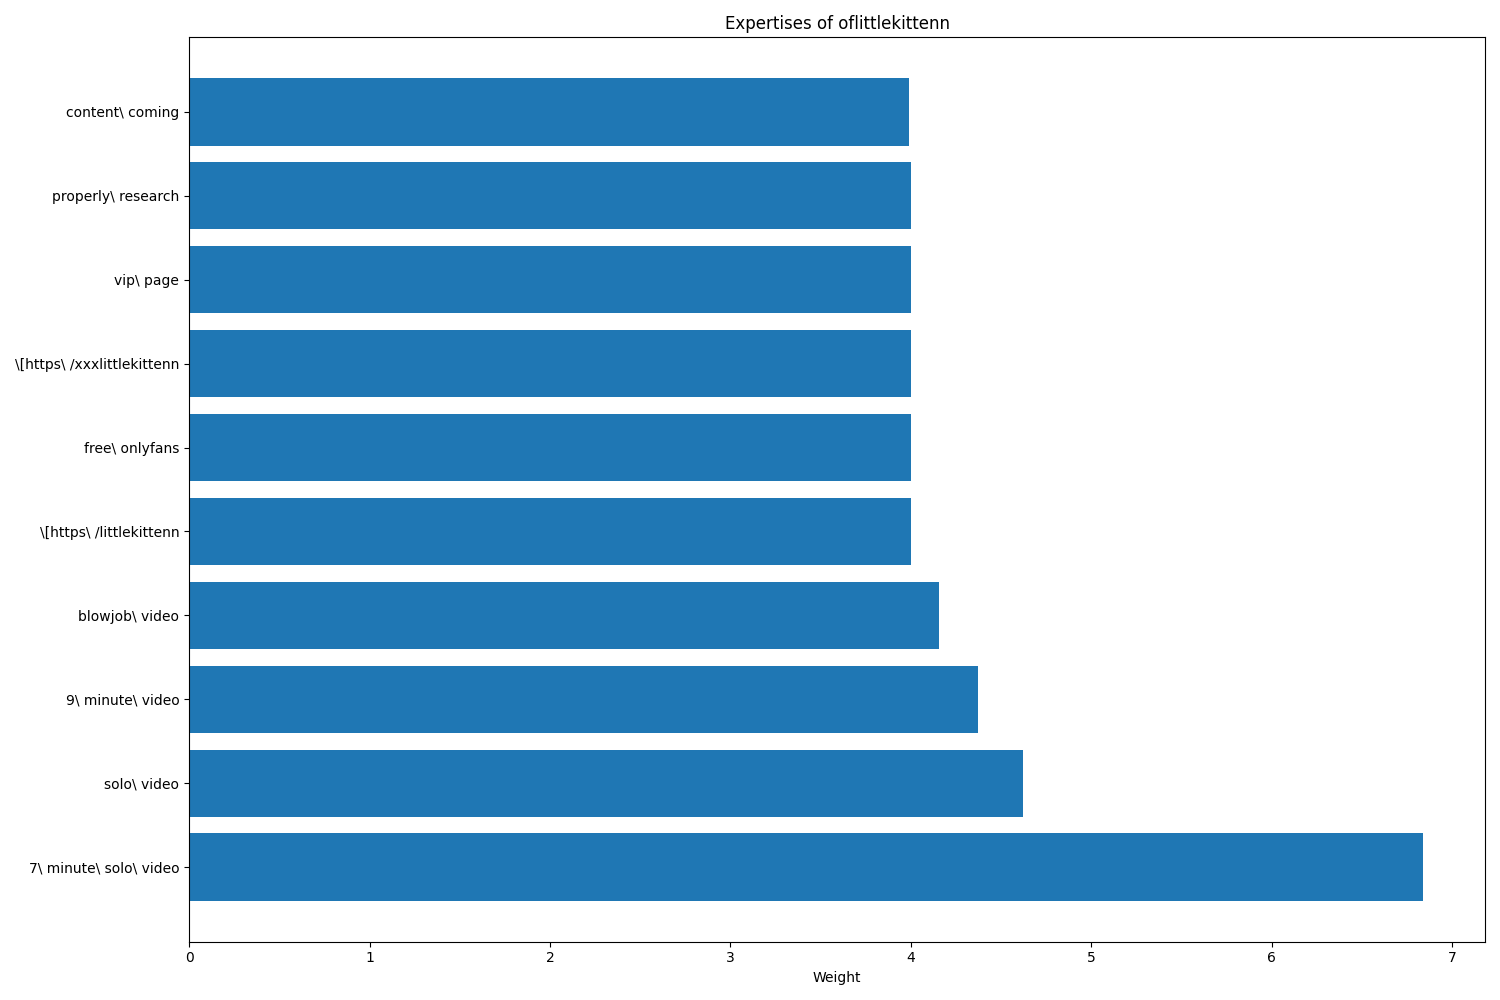 Expertises of oflittlekittenn
content\ coming
properly\ research
vip\ page
\[https\ /xxxlittlekittenn
free\ onlyfans
\[https\ /littlekittenn
blowjob\ video
9\ minute\ video
solo\ video
7\ minute\ solo\ video
0 1 2 3 4 5 6 7
Weight